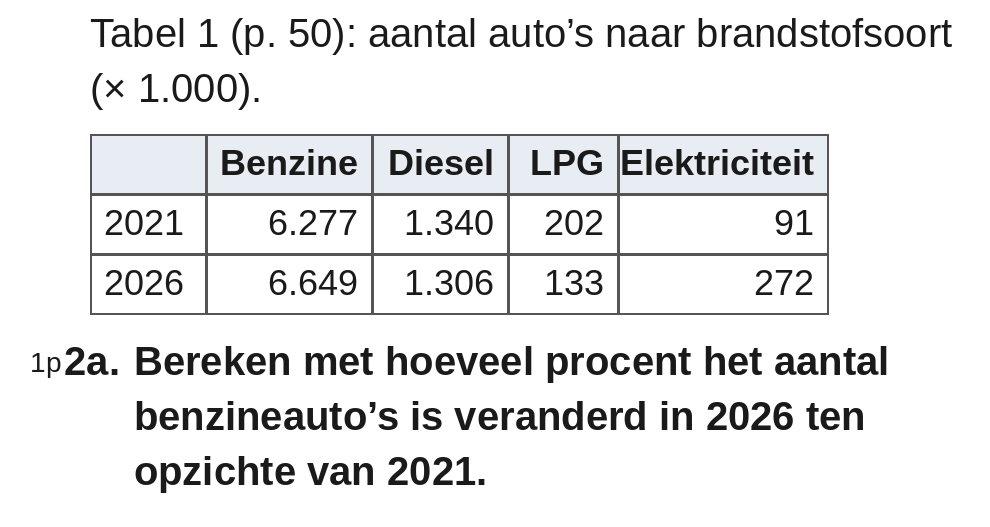 Tabel 1 (p. 50): aantal auto’s naar brandstofsoort
(× 1.000).
Benzine Diesel LPG Elektriciteit
2021 6.277 1.340 202 91
2026 6.649 1.306 133 272
1p 2a. Bereken met hoeveel procent het aantal
benzineauto’s is veranderd in 2026 ten
opzichte van 2021.